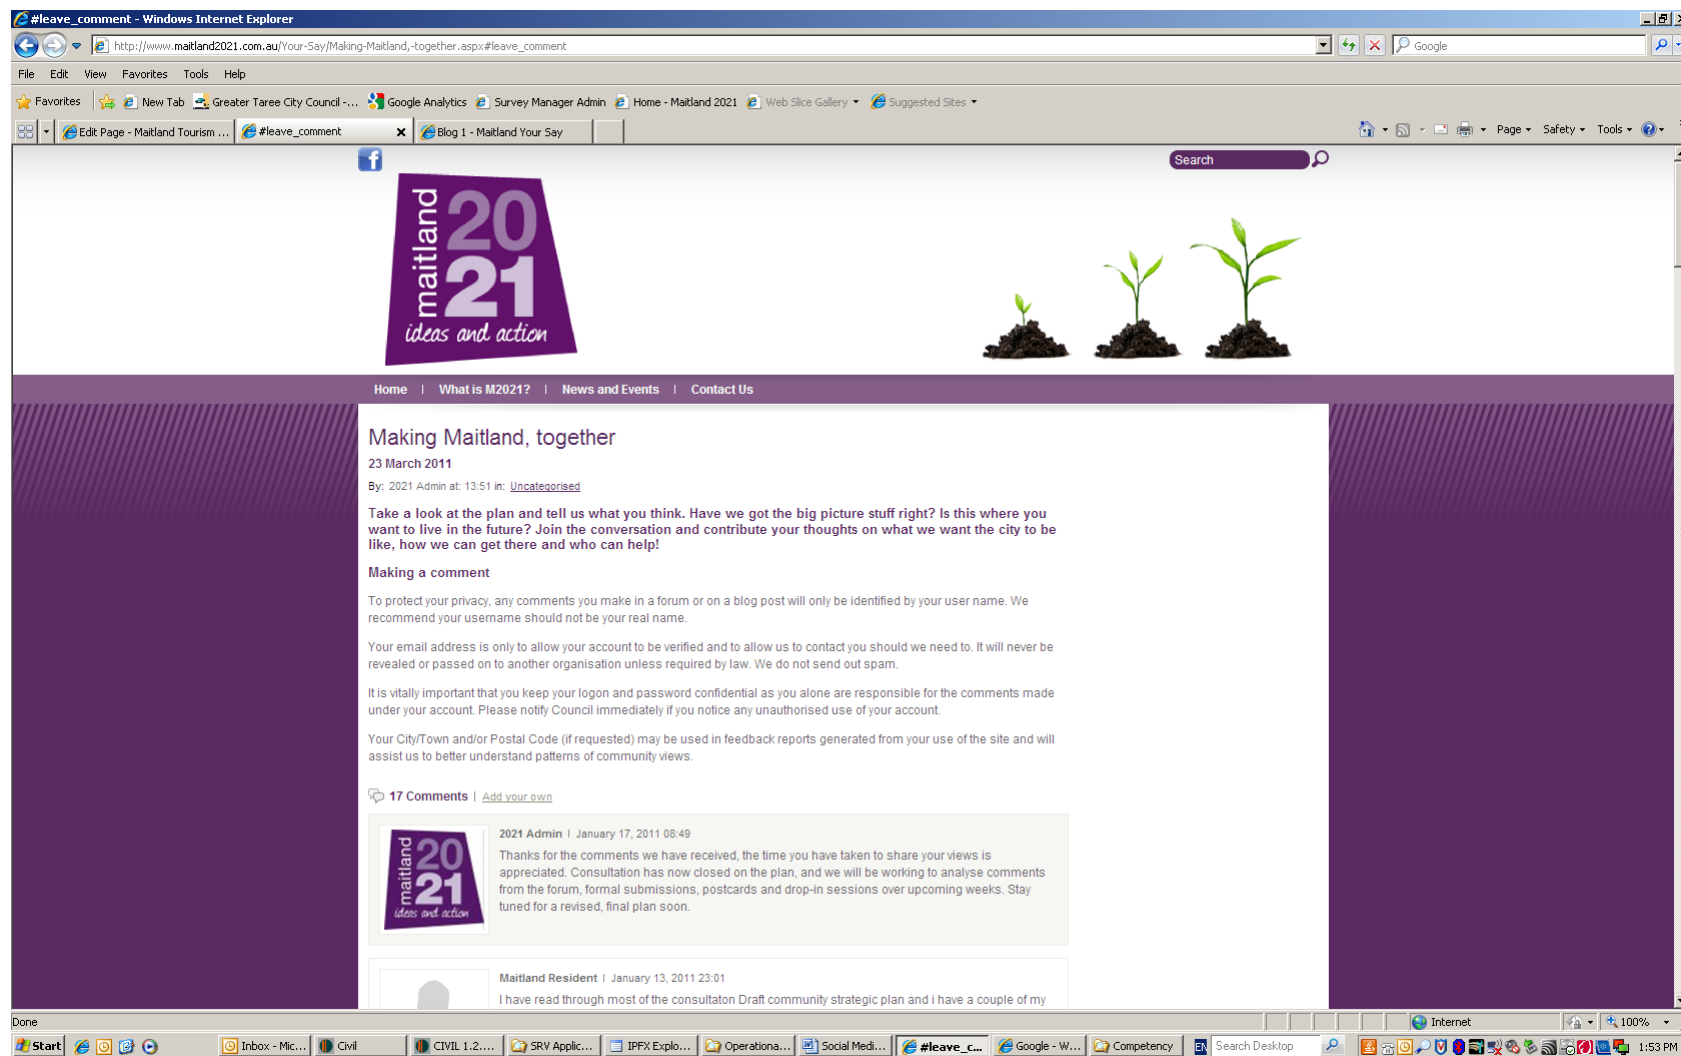 #leave_comment - Windows Internet Explorer
http://www.maitland2021.com.au/Your-Say/Making-Maitland,-together.aspx#leave_comment
Google
File Edit View Favorites Tools Help
Favorites New Tab Greater Taree City Council -... Google Analytics Survey Manager Admin Home - Maitland 2021 Web Slice Gallery Suggested Sites
Edit Page - Maitland Tourism ... #leave_comment Blog 1 - Maitland Your Say Page Safety Tools
Search
maitland
20
21
ideas and action
Home | What is M2021? | News and Events | Contact Us
Making Maitland, together
23 March 2011
By: 2021 Admin at: 13:51 in: Uncategorised
Take a look at the plan and tell us what you think. Have we got the big picture stuff right? Is this where you
want to live in the future? Join the conversation and contribute your thoughts on what we want the city to be
like, how we can get there and who can help!
Making a comment
To protect your privacy, any comments you make in a forum or on a blog post will only be identified by your user name. We
recommend your username should not be your real name.
Your email address is only to allow your account to be verified and to allow us to contact you should we need to. It will never be
revealed or passed on to another organisation unless required by law. We do not send out spam.
It is vitally important that you keep your logon and password confidential as you alone are responsible for the comments made
under your account. Please notify Council immediately if you notice any unauthorised use of your account.
Your City/Town and/or Postal Code (if requested) may be used in feedback reports generated from your use of the site and will
assist us to better understand patterns of community views.
17 Comments | Add your own
maitland
20
21
ideas and action
2021 Admin | January 17, 2011 08:49
Thanks for the comments we have received, the time you have taken to share your views is
appreciated. Consultation has now closed on the plan, and we will be working to analyse comments
from the forum, formal submissions, postcards and drop-in sessions over upcoming weeks. Stay
tuned for a revised, final plan soon.
Maitland Resident | January 13, 2011 23:01
I have read through most of the consultaton Draft community strategic plan and i have a couple of my
Done Internet 100%
Start Inbox - Mic... Civil CIVIL 1.2.... SRV Applic... IPFX Explo... Operationa... Social Medi... #leave_c... Google - W... Competency EN Search Desktop 1:53 PM